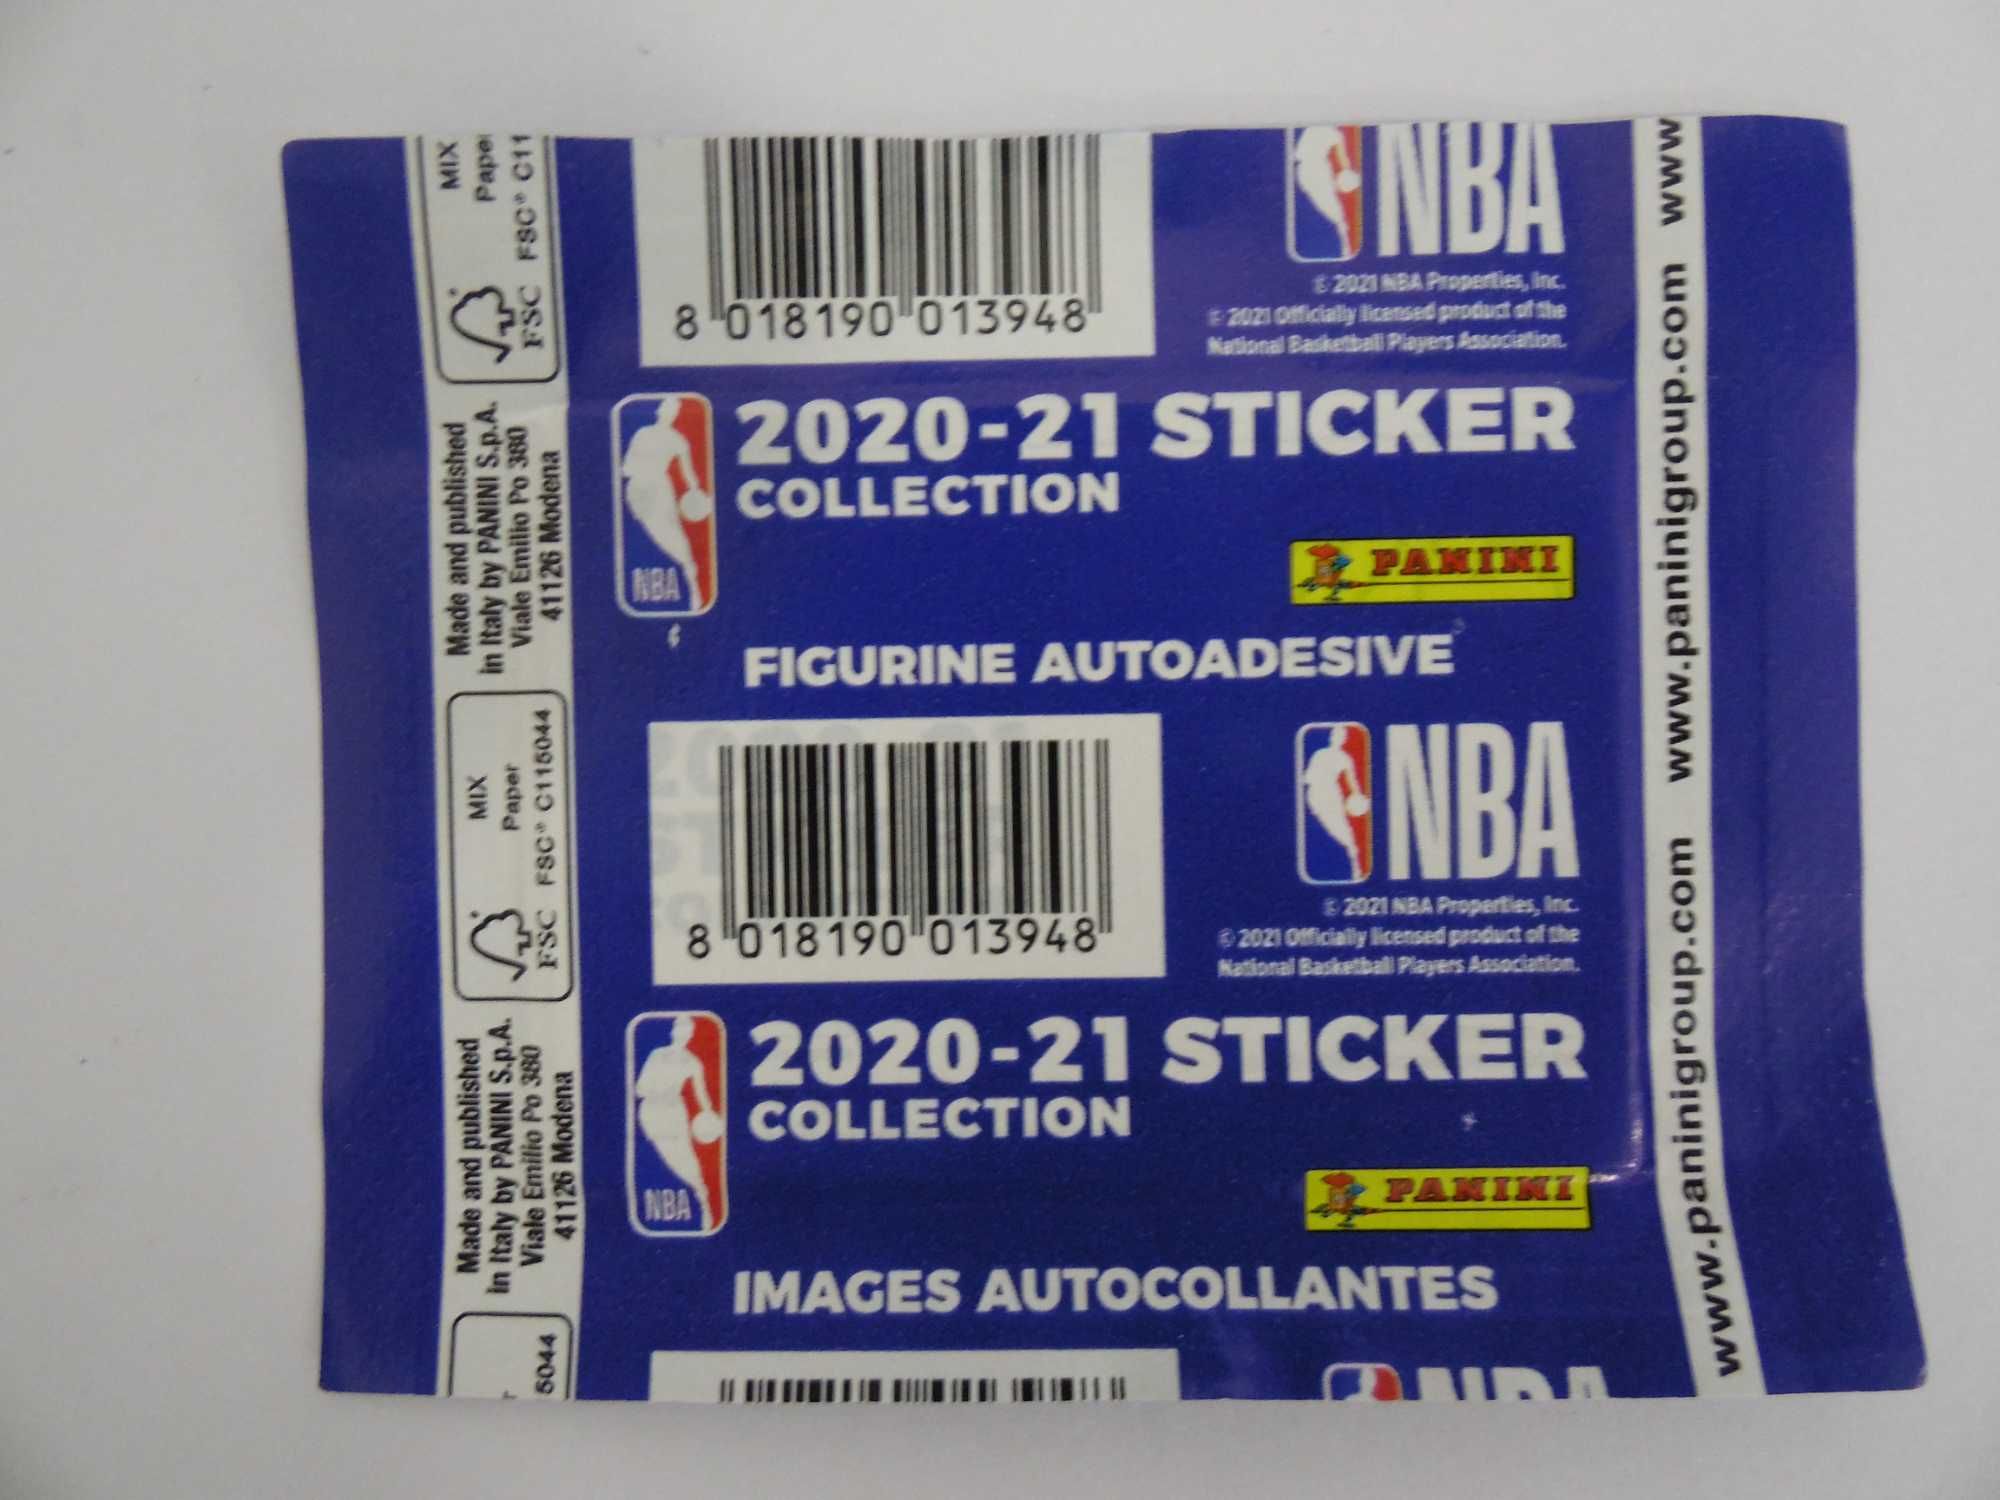 MIX
Pape
FSC® C11
FSC
8 018190 013948
NBA
© 2021 NBA Properties, Inc.
© 2021 Officially licensed product of the
National Basketball Players Association.
www
Made and published
in Italy by PANINI S.p.A.
Viale Emilio Po 380
41126 Modena
NBA
2020-21 STICKER
COLLECTION
PANINI
FIGURINE AUTOADESIVE
www.paninigroup.com
MIX
Paper
FSC® C115044
FSC
8 018190 013948
NBA
© 2021 NBA Properties, Inc.
© 2021 Officially licensed product of the
National Basketball Players Association.
Made and published
in Italy by PANINI S.p.A.
Viale Emilio Po 380
41126 Modena
NBA
2020-21 STICKER
COLLECTION
PANINI
IMAGES AUTOCOLLANTES
www.paninigroup.com
5044